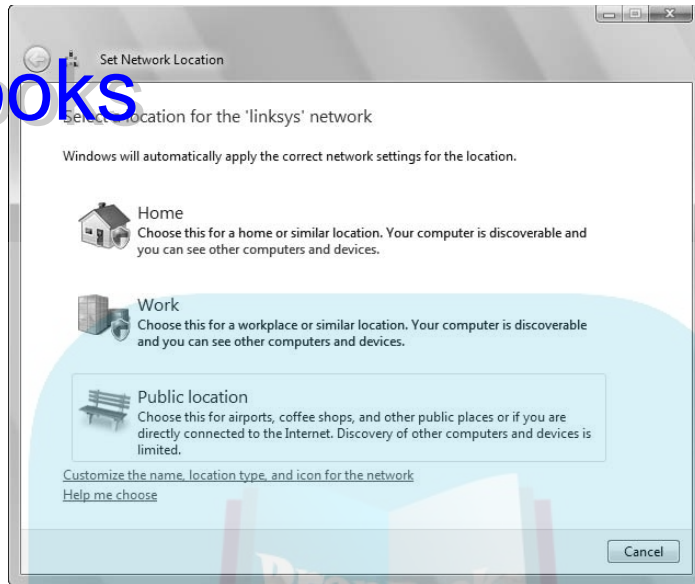 Set Network Location
ooks
Select a location for the 'linksys' network
Windows will automatically apply the correct network settings for the location.
Home
Choose this for a home or similar location. Your computer is discoverable and
you can see other computers and devices.
Work
Choose this for a workplace or similar location. Your computer is discoverable
and you can see other computers and devices.
Public location
Choose this for airports, coffee shops, and other public places or if you are
directly connected to the Internet. Discovery of other computers and devices is
limited.
Customize the name, location type, and icon for the network
Help me choose
Cancel